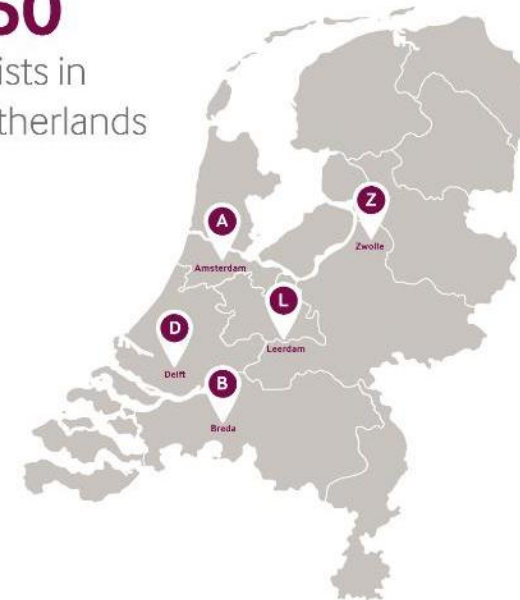 50
ists in
therlands
Z
Zwolle
A
Amsterdam
L
Leerdam
D
Delft
B
Breda